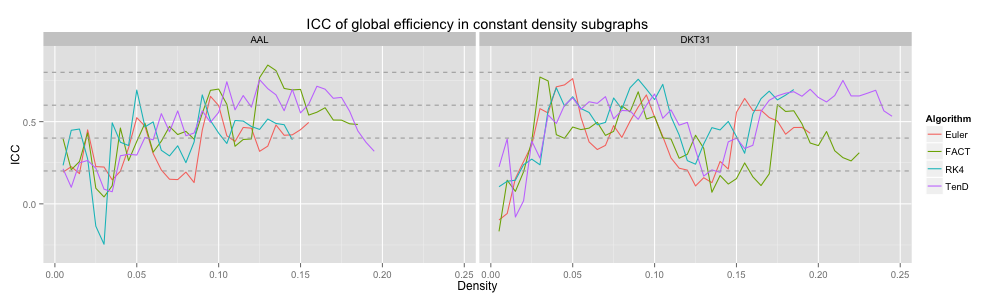 ICC of global efficiency in constant density subgraphs
AAL
DKT31
ICC
0.5
0.0
0.00
0.05
0.10
0.15
0.20
0.25
0.00
0.05
0.10
0.15
0.20
0.25
Density
Algorithm
Euler
FACT
RK4
TenD